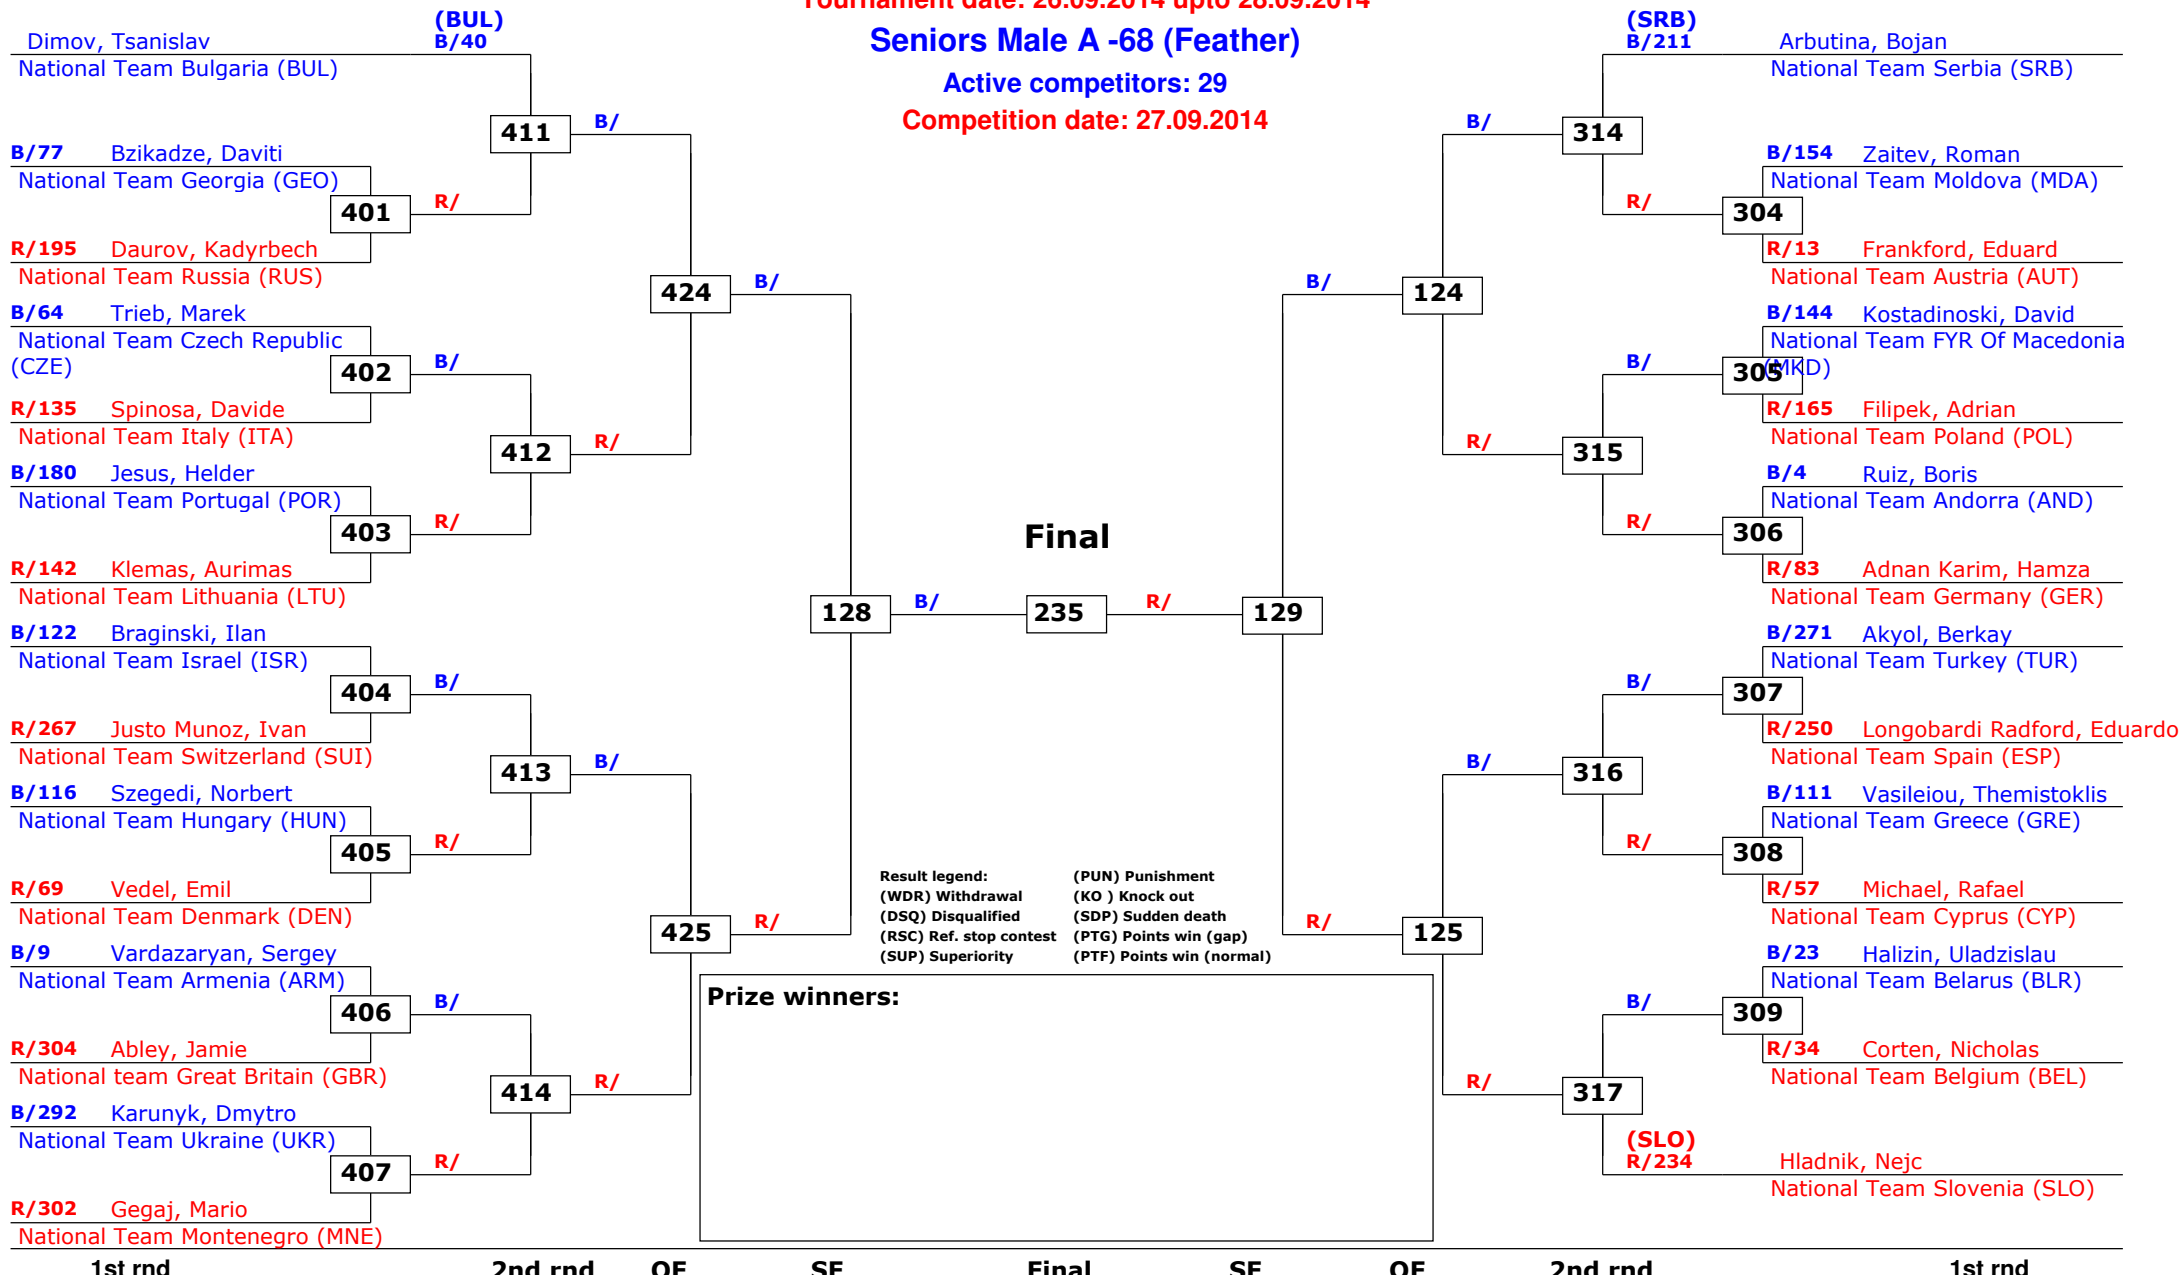 Tournament date: 26.09.2014 upto 28.09.2014
Seniors Male A -68 (Feather)
Active competitors: 29
Competition date: 27.09.2014
(BUL)
Dimov, Tsanislav B/40
National Team Bulgaria (BUL)
411 B/
B/77 Bzikadze, Daviti
National Team Georgia (GEO)
401 R/
R/195 Daurov, Kadyrbech
National Team Russia (RUS)
424 B/
B/64 Trieb, Marek
National Team Czech Republic
(CZE)
402 B/
R/135 Spinosa, Davide
National Team Italy (ITA)
412 R/
B/180 Jesus, Helder
National Team Portugal (POR)
403 R/
R/142 Klemas, Aurimas
National Team Lithuania (LTU)
128 B/
B/122 Braginski, Ilan
National Team Israel (ISR)
404 B/
R/267 Justo Munoz, Ivan
National Team Switzerland (SUI)
413 B/
B/116 Szegedi, Norbert
National Team Hungary (HUN)
405 R/
R/69 Vedel, Emil
National Team Denmark (DEN)
425 R/
B/9 Vardazaryan, Sergey
National Team Armenia (ARM)
406 B/
R/304 Abley, Jamie
National team Great Britain (GBR)
414 R/
B/292 Karunyk, Dmytro
National Team Ukraine (UKR)
407 R/
R/302 Gegaj, Mario
National Team Montenegro (MNE)
Final
235
(SRB)
B/211 Arbutina, Bojan
National Team Serbia (SRB)
B/ 314
B/154 Zaitev, Roman
National Team Moldova (MDA)
R/ 304
R/13 Frankford, Eduard
National Team Austria (AUT)
B/ 124
B/144 Kostadinoski, David
National Team FYR Of Macedonia
(MKD)
B/ 305
R/165 Filipek, Adrian
National Team Poland (POL)
R/ 315
B/4 Ruiz, Boris
National Team Andorra (AND)
R/ 306
R/83 Adnan Karim, Hamza
National Team Germany (GER)
R/ 129
B/271 Akyol, Berkay
National Team Turkey (TUR)
B/ 307
R/250 Longobardi Radford, Eduardo
National Team Spain (ESP)
B/ 316
B/111 Vasileiou, Themistoklis
National Team Greece (GRE)
R/ 308
R/57 Michael, Rafael
National Team Cyprus (CYP)
R/ 125
B/23 Halizin, Uladzislau
National Team Belarus (BLR)
B/ 309
R/34 Corten, Nicholas
National Team Belgium (BEL)
R/ 317
(SLO)
R/234 Hladnik, Nejc
National Team Slovenia (SLO)
Result legend: (PUN) Punishment
(WDR) Withdrawal (KO ) Knock out
(DSQ) Disqualified (SDP) Sudden death
(RSC) Ref. stop contest (PTG) Points win (gap)
(SUP) Superiority (PTF) Points win (normal)
Prize winners:
1st rnd 2nd rnd QF SF Final SF QF 2nd rnd 1st rnd